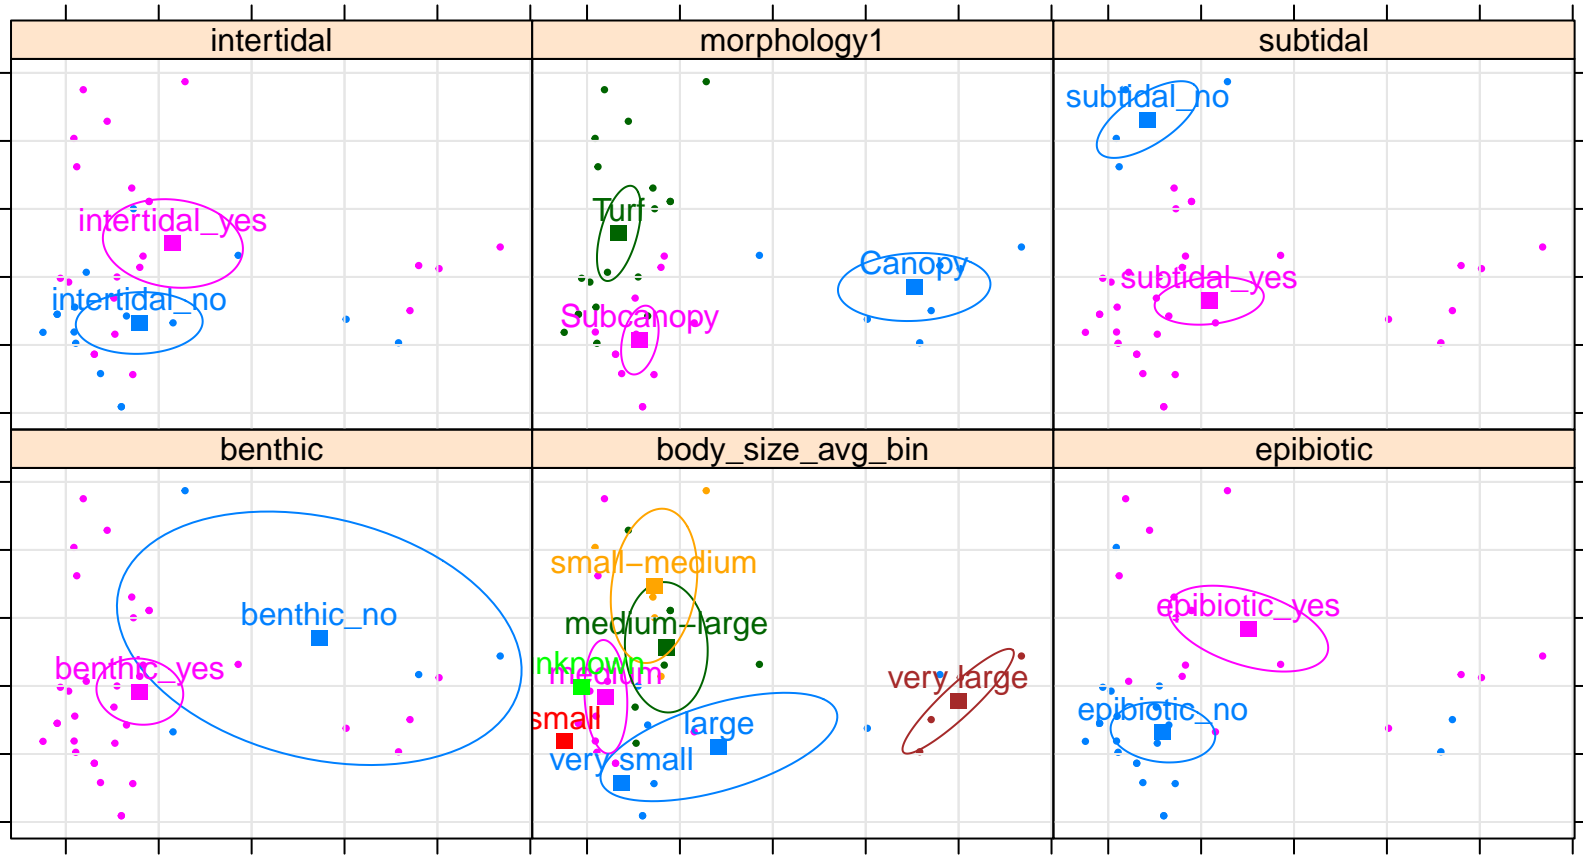 intertidal
morphology1
subtidal
intertidal_yes
intertidal_no
Turf
Subcanopy
Canopy
subtidal_no
subtidal_yes
benthic
body_size_avg_bin
epibiotic
benthic_no
benthic_yes
small−medium
medium−large
nknown
medium
small
very small
large
very large
epibiotic_yes
epibiotic_no